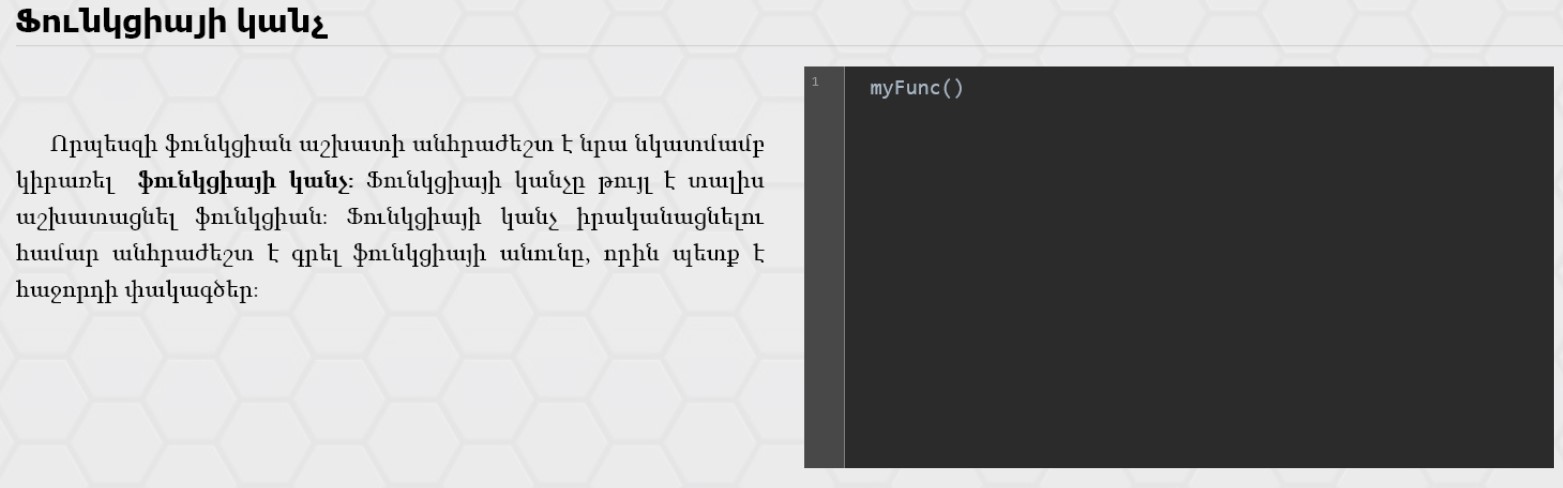 Ֆունկցիայի կանչ
Որպեսզի ֆունկցիան աշխատի անհրաժեշտ է նրա նկատմամբ
կիրառել ֆունկցիայի կանչ: Ֆունկցիայի կանչը թույլ է տալիս
աշխատացնել ֆունկցիան: Ֆունկցիայի կանչ իրականացնելու
համար անհրաժեշտ է գրել ֆունկցիայի անունը, որին պետք է
հաջորդի փակագծեր:
1 myFunc()